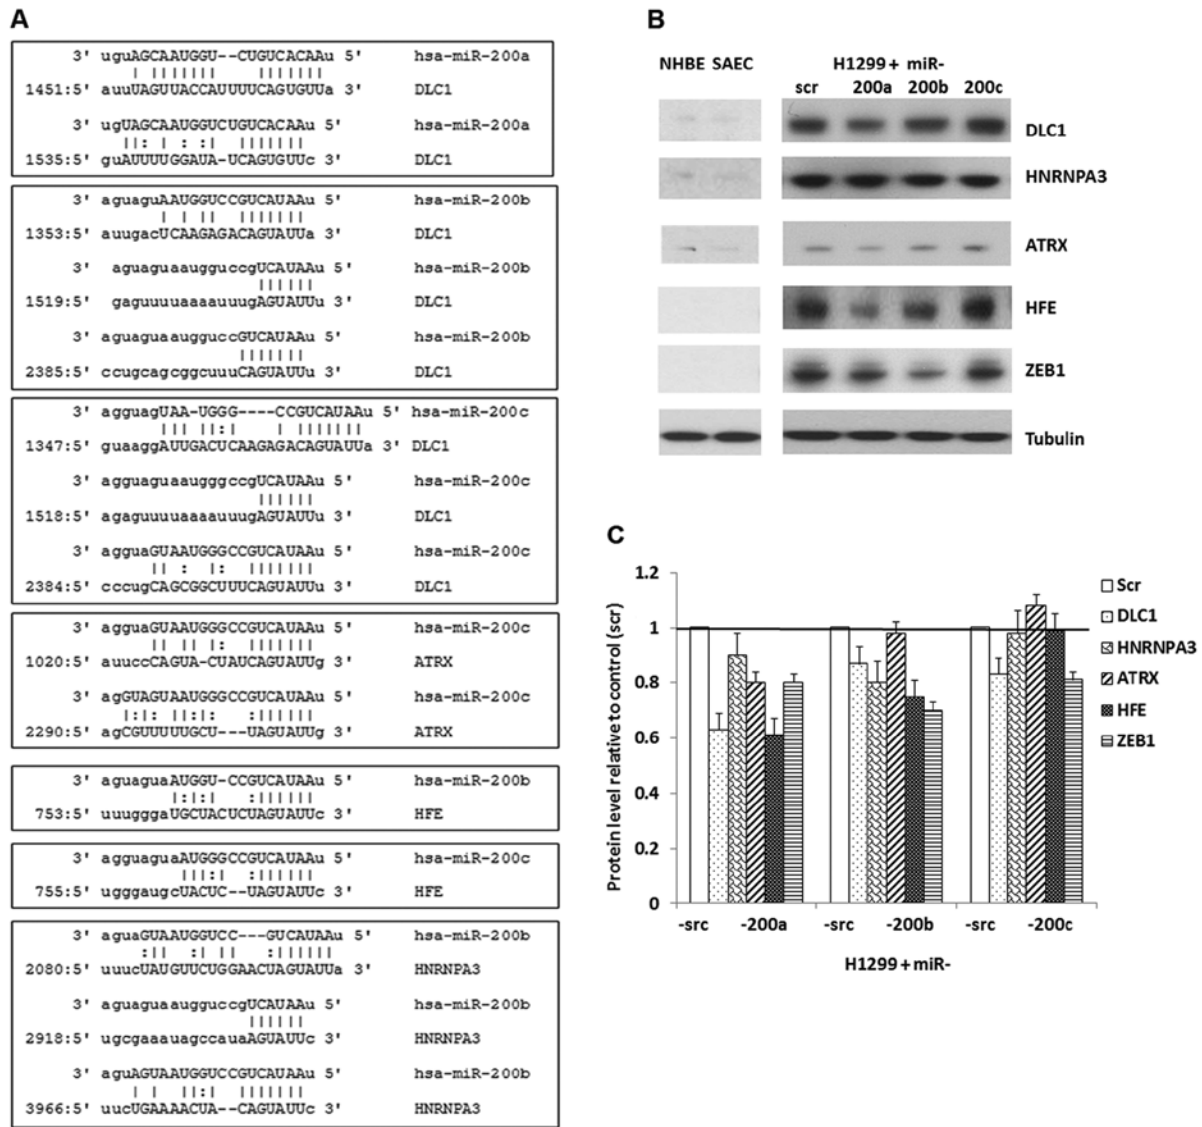 A
3' uguAGCAAUGGU--CUGUCACAAu 5' hsa-miR-200a
| ||||||| |||||||
1451:5' auuUAGUUACCAUUUUCAGUGUUa 3' DLC1
3' ugUAGCAAUGGUCUGUCACAAu 5' hsa-miR-200a
||: | : :| |||||||
1535:5' guAUUUUGGAUA-UCAGUGUUc 3' DLC1
3' aguaguAAUGGUCCGUCAUAAu 5' hsa-miR-200b
| | || |||||||
1353:5' auugacUCAAGAGACAGUAUUa 3' DLC1
3' aguaguaaugguccgUCAUAAu 5' hsa-miR-200b
||||||
1519:5' gaguuuuaaaauuugAGUAUUu 3' DLC1
3' aguaguaaugguccGUCAUAAu 5' hsa-miR-200b
|||||||
2385:5' ccugcagcggcuuuCAGUAUUu 3' DLC1
3' agguagUAA-UGGG----CCGUCAUAAu 5' hsa-miR-200c
||| ||:| | |||||||
1347:5' guaaggAUUGACUCAAGAGACAGUAUUa 3' DLC1
3' agguaguaaugggccgUCAUAAu 5' hsa-miR-200c
||||||
1518:5' agaguuuuaaaauuugAGUAUUu 3' DLC1
3' agguaGUAAUGGGCCGUCAUAAu 5' hsa-miR-200c
|| : |: |||||||
2384:5' cccugCAGCGGCUUUCAGUAUUu 3' DLC1
3' agguaGUAAUGGGCCGUCAUAAu 5' hsa-miR-200c
|| || |: |||||||
1020:5' auuccCAGUA-CUAUCAGUAUUg 3' ATRX
3' agGUAGUAAUGGGCCGUCAUAAu 5' hsa-miR-200c
|:|: ||:|: :||||||
2290:5' agCGUUUUUGCU---UAGUAUUg 3' ATRX
3' aguaguaAUGGU-CCGUCAUAAu 5' hsa-miR-200b
|:|:| :||||||
753:5' uuugggaUGCUACUCUAGUAUUc 3' HFE
3' agguaguaAUGGGCCGUCAUAAu 5' hsa-miR-200c
|||:| :||||||
755:5' ugggaugcUACUC--UAGUAUUc 3' HFE
3' aguaGUAAUGGUCC---GUCAUAAu 5' hsa-miR-200b
:|| :| || :||||||
2080:5' uuucUAUGUUCUGGAACUAGUAUUa 3' HNRNPA3
3' aguaguaaugguccgUCAUAAu 5' hsa-miR-200b
||||||
2918:5' ugcgaaauagccauaAGUAUUc 3' HNRNPA3
3' aguAGUAAUGGUCCGUCAUAAu 5' hsa-miR-200b
| | ||:| |||||||
3966:5' uucUGAAAACUA--CAGUAUUc 3' HNRNPA3
B
NHBE SAEC H1299 + miR-
scr 200a 200b 200c
DLC1
HNRNPA3
ATRX
HFE
ZEB1
Tubulin
C
Protein level relative to control (scr)
1.2
1
0.8
0.6
0.4
0.2
0
-src -200a -src -200b -src -200c
H1299 + miR-
Scr
DLC1
HNRNPA3
ATRX
HFE
ZEB1